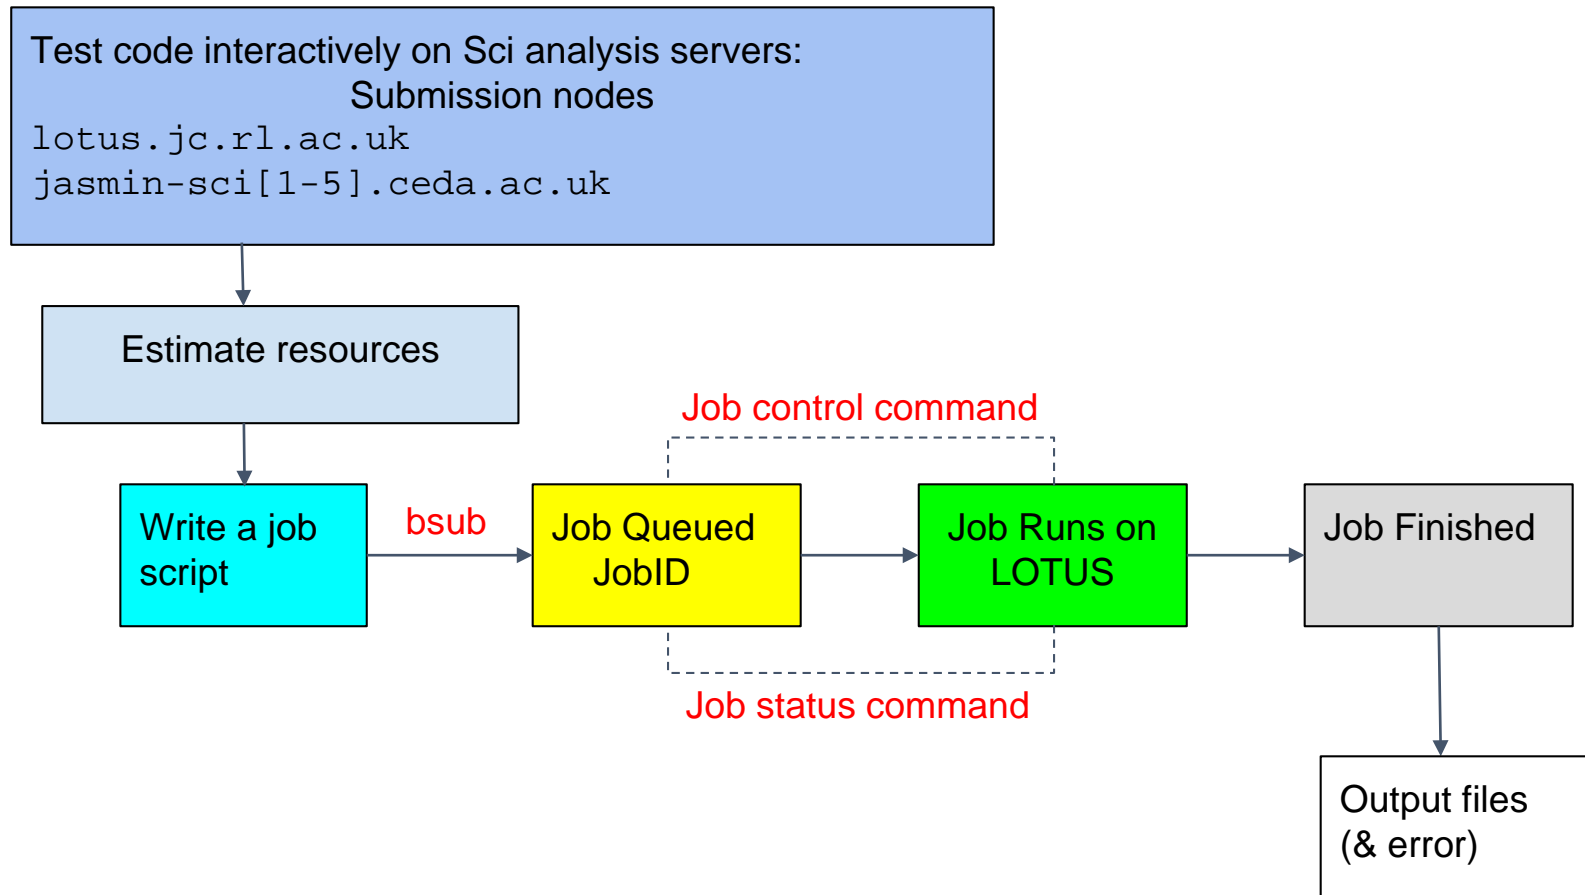 Test code interactively on Sci analysis servers:
Submission nodes
lotus.jc.rl.ac.uk
jasmin-sci[1-5].ceda.ac.uk
Estimate resources
Job control command
Write a job
script
bsub
Job Queued
JobID
Job Runs on
LOTUS
Job Finished
Job status command
Output files
(& error)